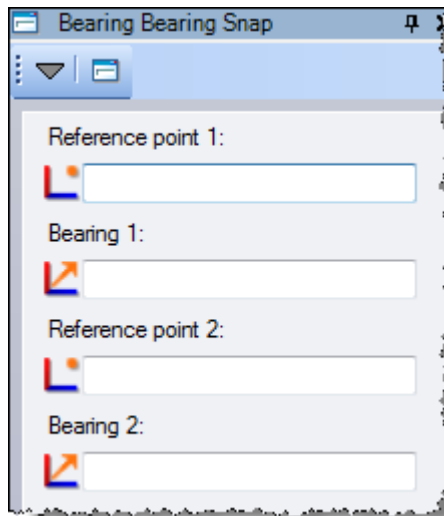 Bearing Bearing Snap
Reference point 1:
Bearing 1:
Reference point 2:
Bearing 2: